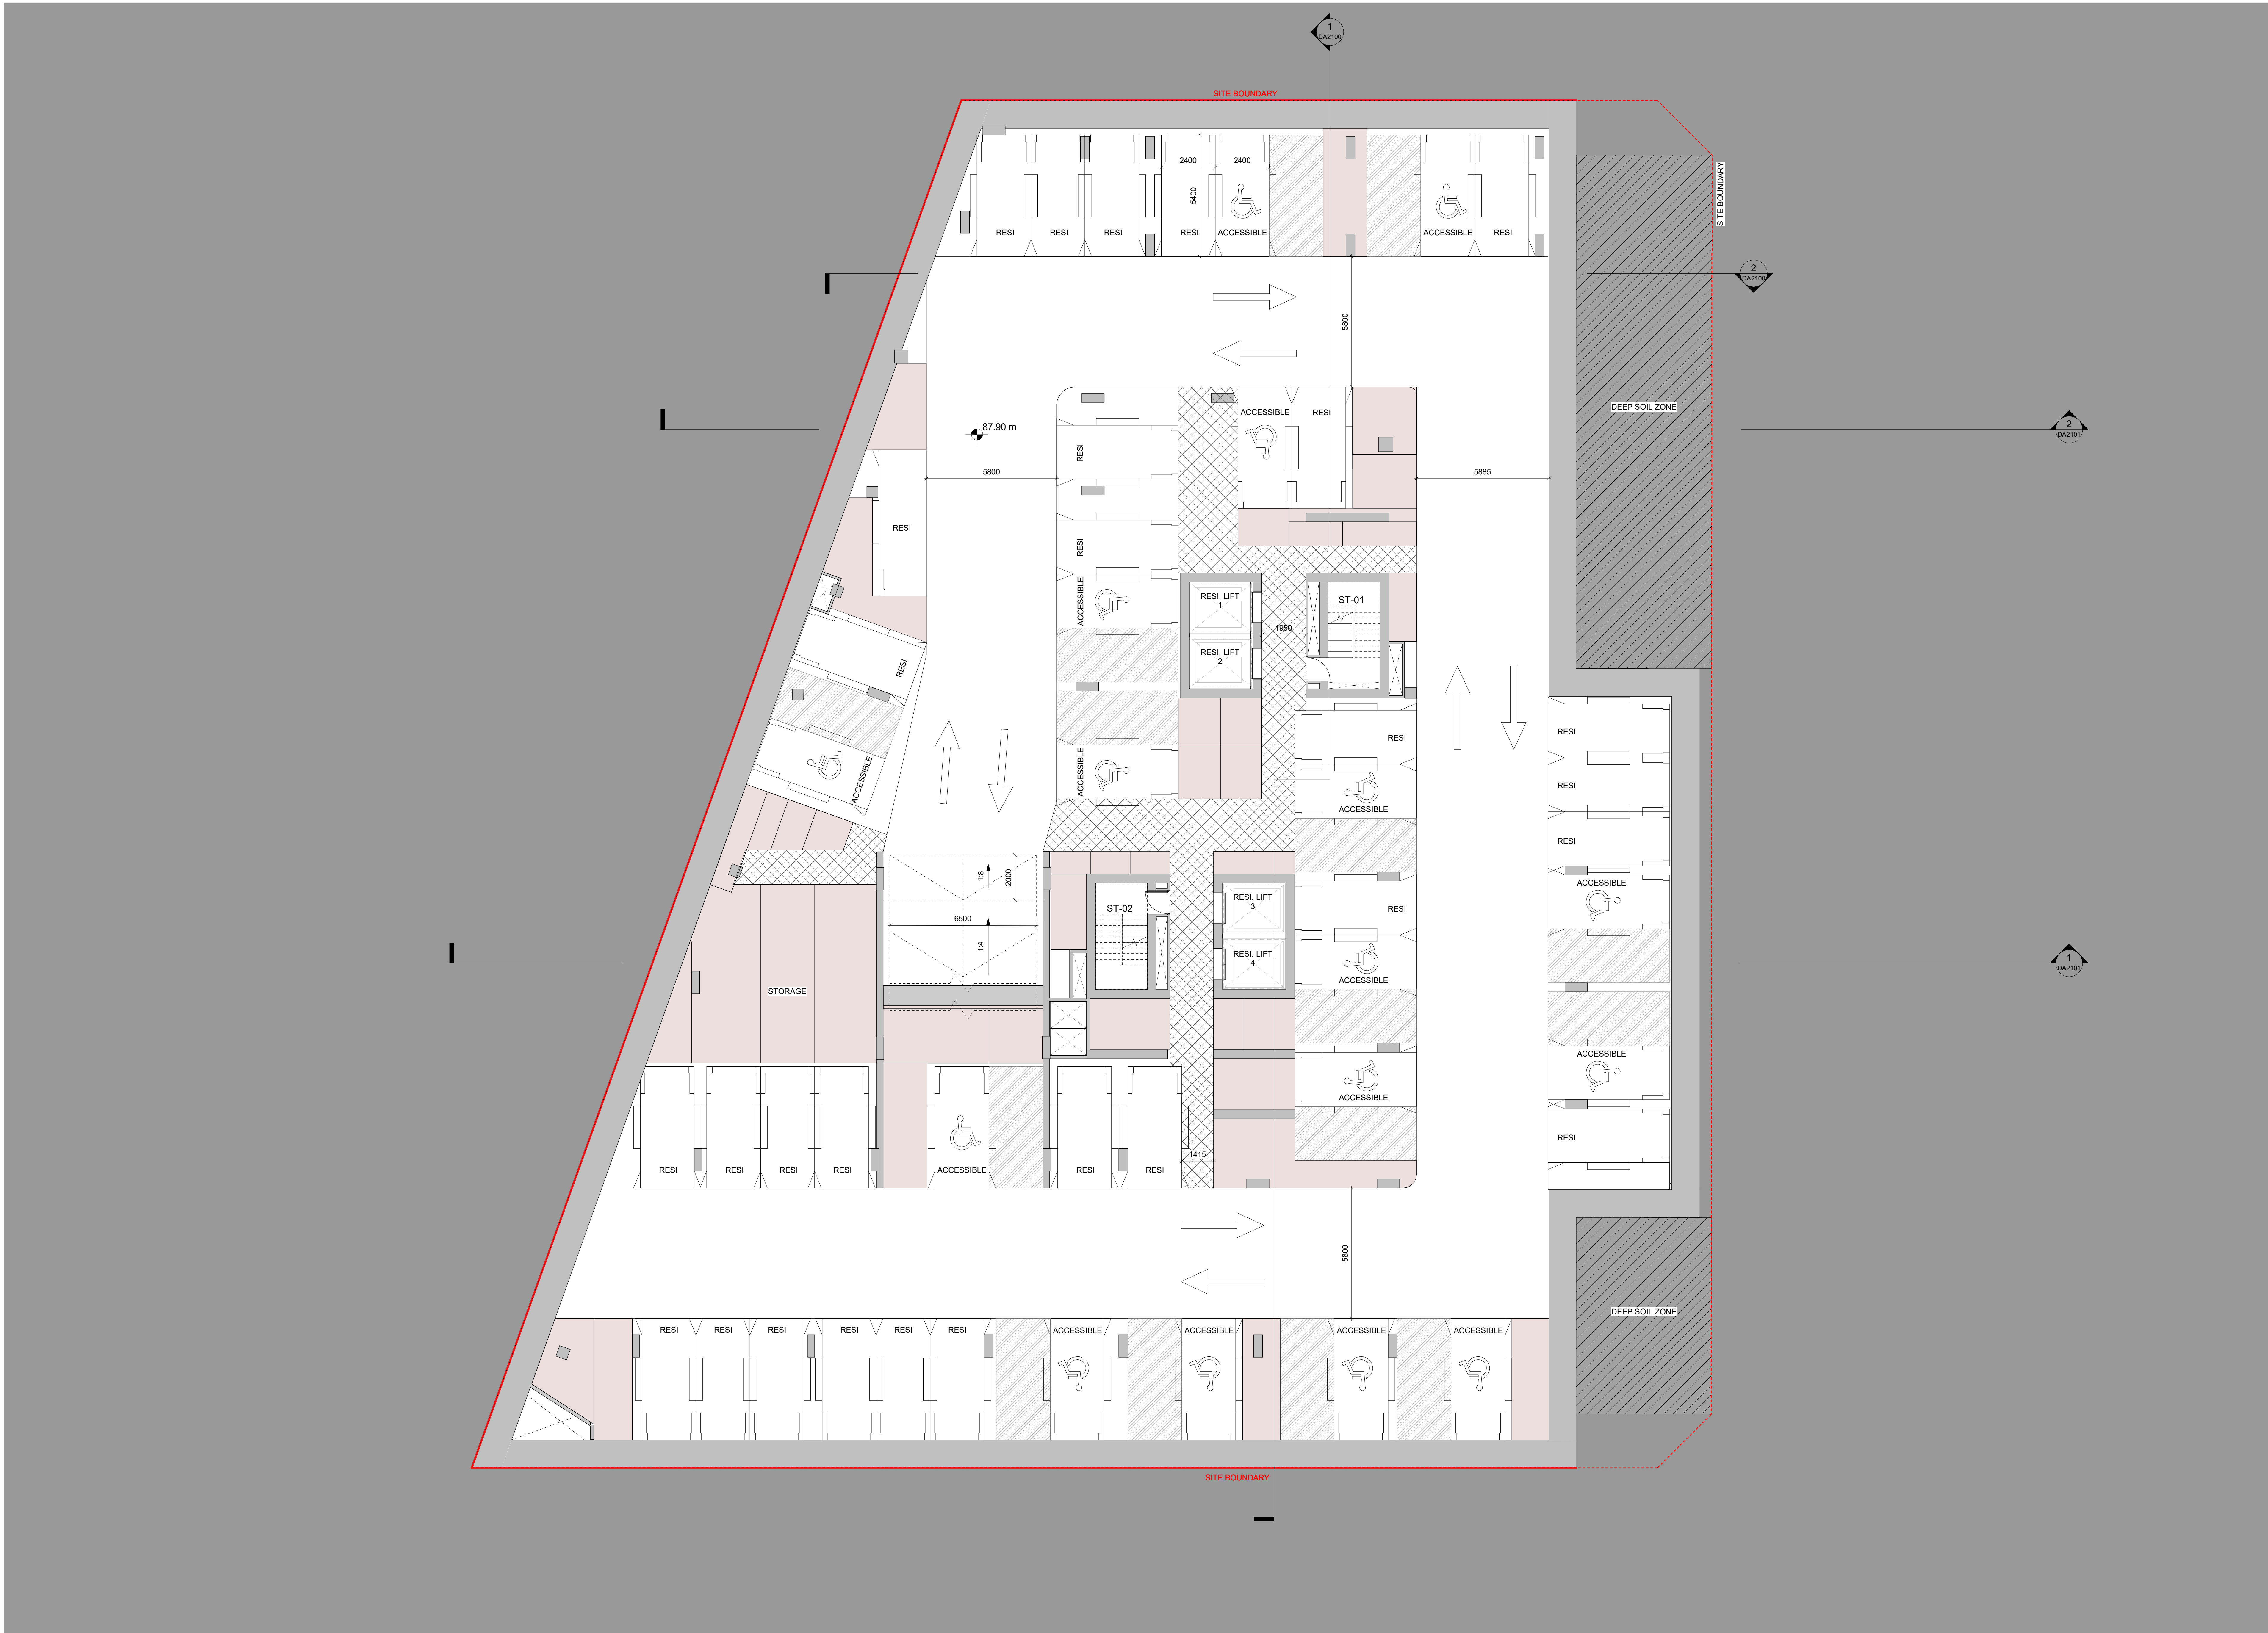 1
DA2100
SITE BOUNDARY
SITE BOUNDARY
2400
2400
5400
RESI
RESI
RESI
RESI
ACCESSIBLE
ACCESSIBLE
RESI
2
DA2100
5800
DEEP SOIL ZONE
ACCESSIBLE
RESI
87.90 m
RESI
2
DA2101
5800
5885
RESI
RESI
ACCESSIBLE
RESI. LIFT
1
ST-01
1950
RESI. LIFT
2
RESI
ACCESSIBLE
ACCESSIBLE
RESI
RESI
RESI
RESI
ACCESSIBLE
RESI
1:8
2000
ACCESSIBLE
RESI. LIFT
3
ST-02
RESI
6500
1:4
RESI. LIFT
4
1
DA2101
ACCESSIBLE
STORAGE
ACCESSIBLE
ACCESSIBLE
RESI
1415
RESI
RESI
RESI
RESI
ACCESSIBLE
RESI
RESI
5800
DEEP SOIL ZONE
RESI
RESI
RESI
RESI
RESI
RESI
ACCESSIBLE
ACCESSIBLE
ACCESSIBLE
ACCESSIBLE
SITE BOUNDARY